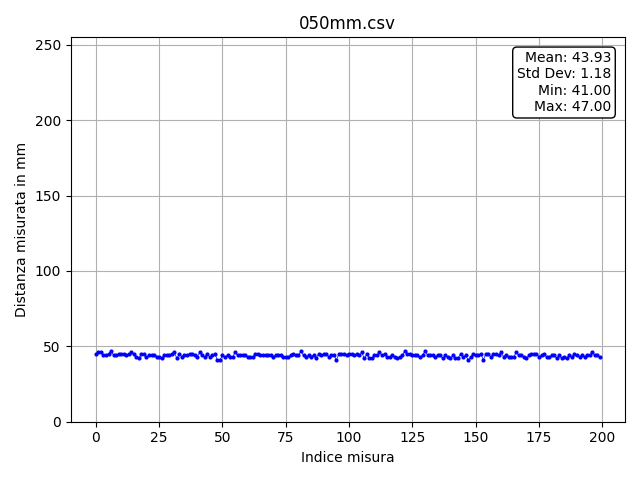 050mm.csv
Mean: 43.93
Std Dev: 1.18
Min: 41.00
Max: 47.00
Distanza misurata in mm
250
200
150
100
50
0
0 25 50 75 100 125 150 175 200
Indice misura